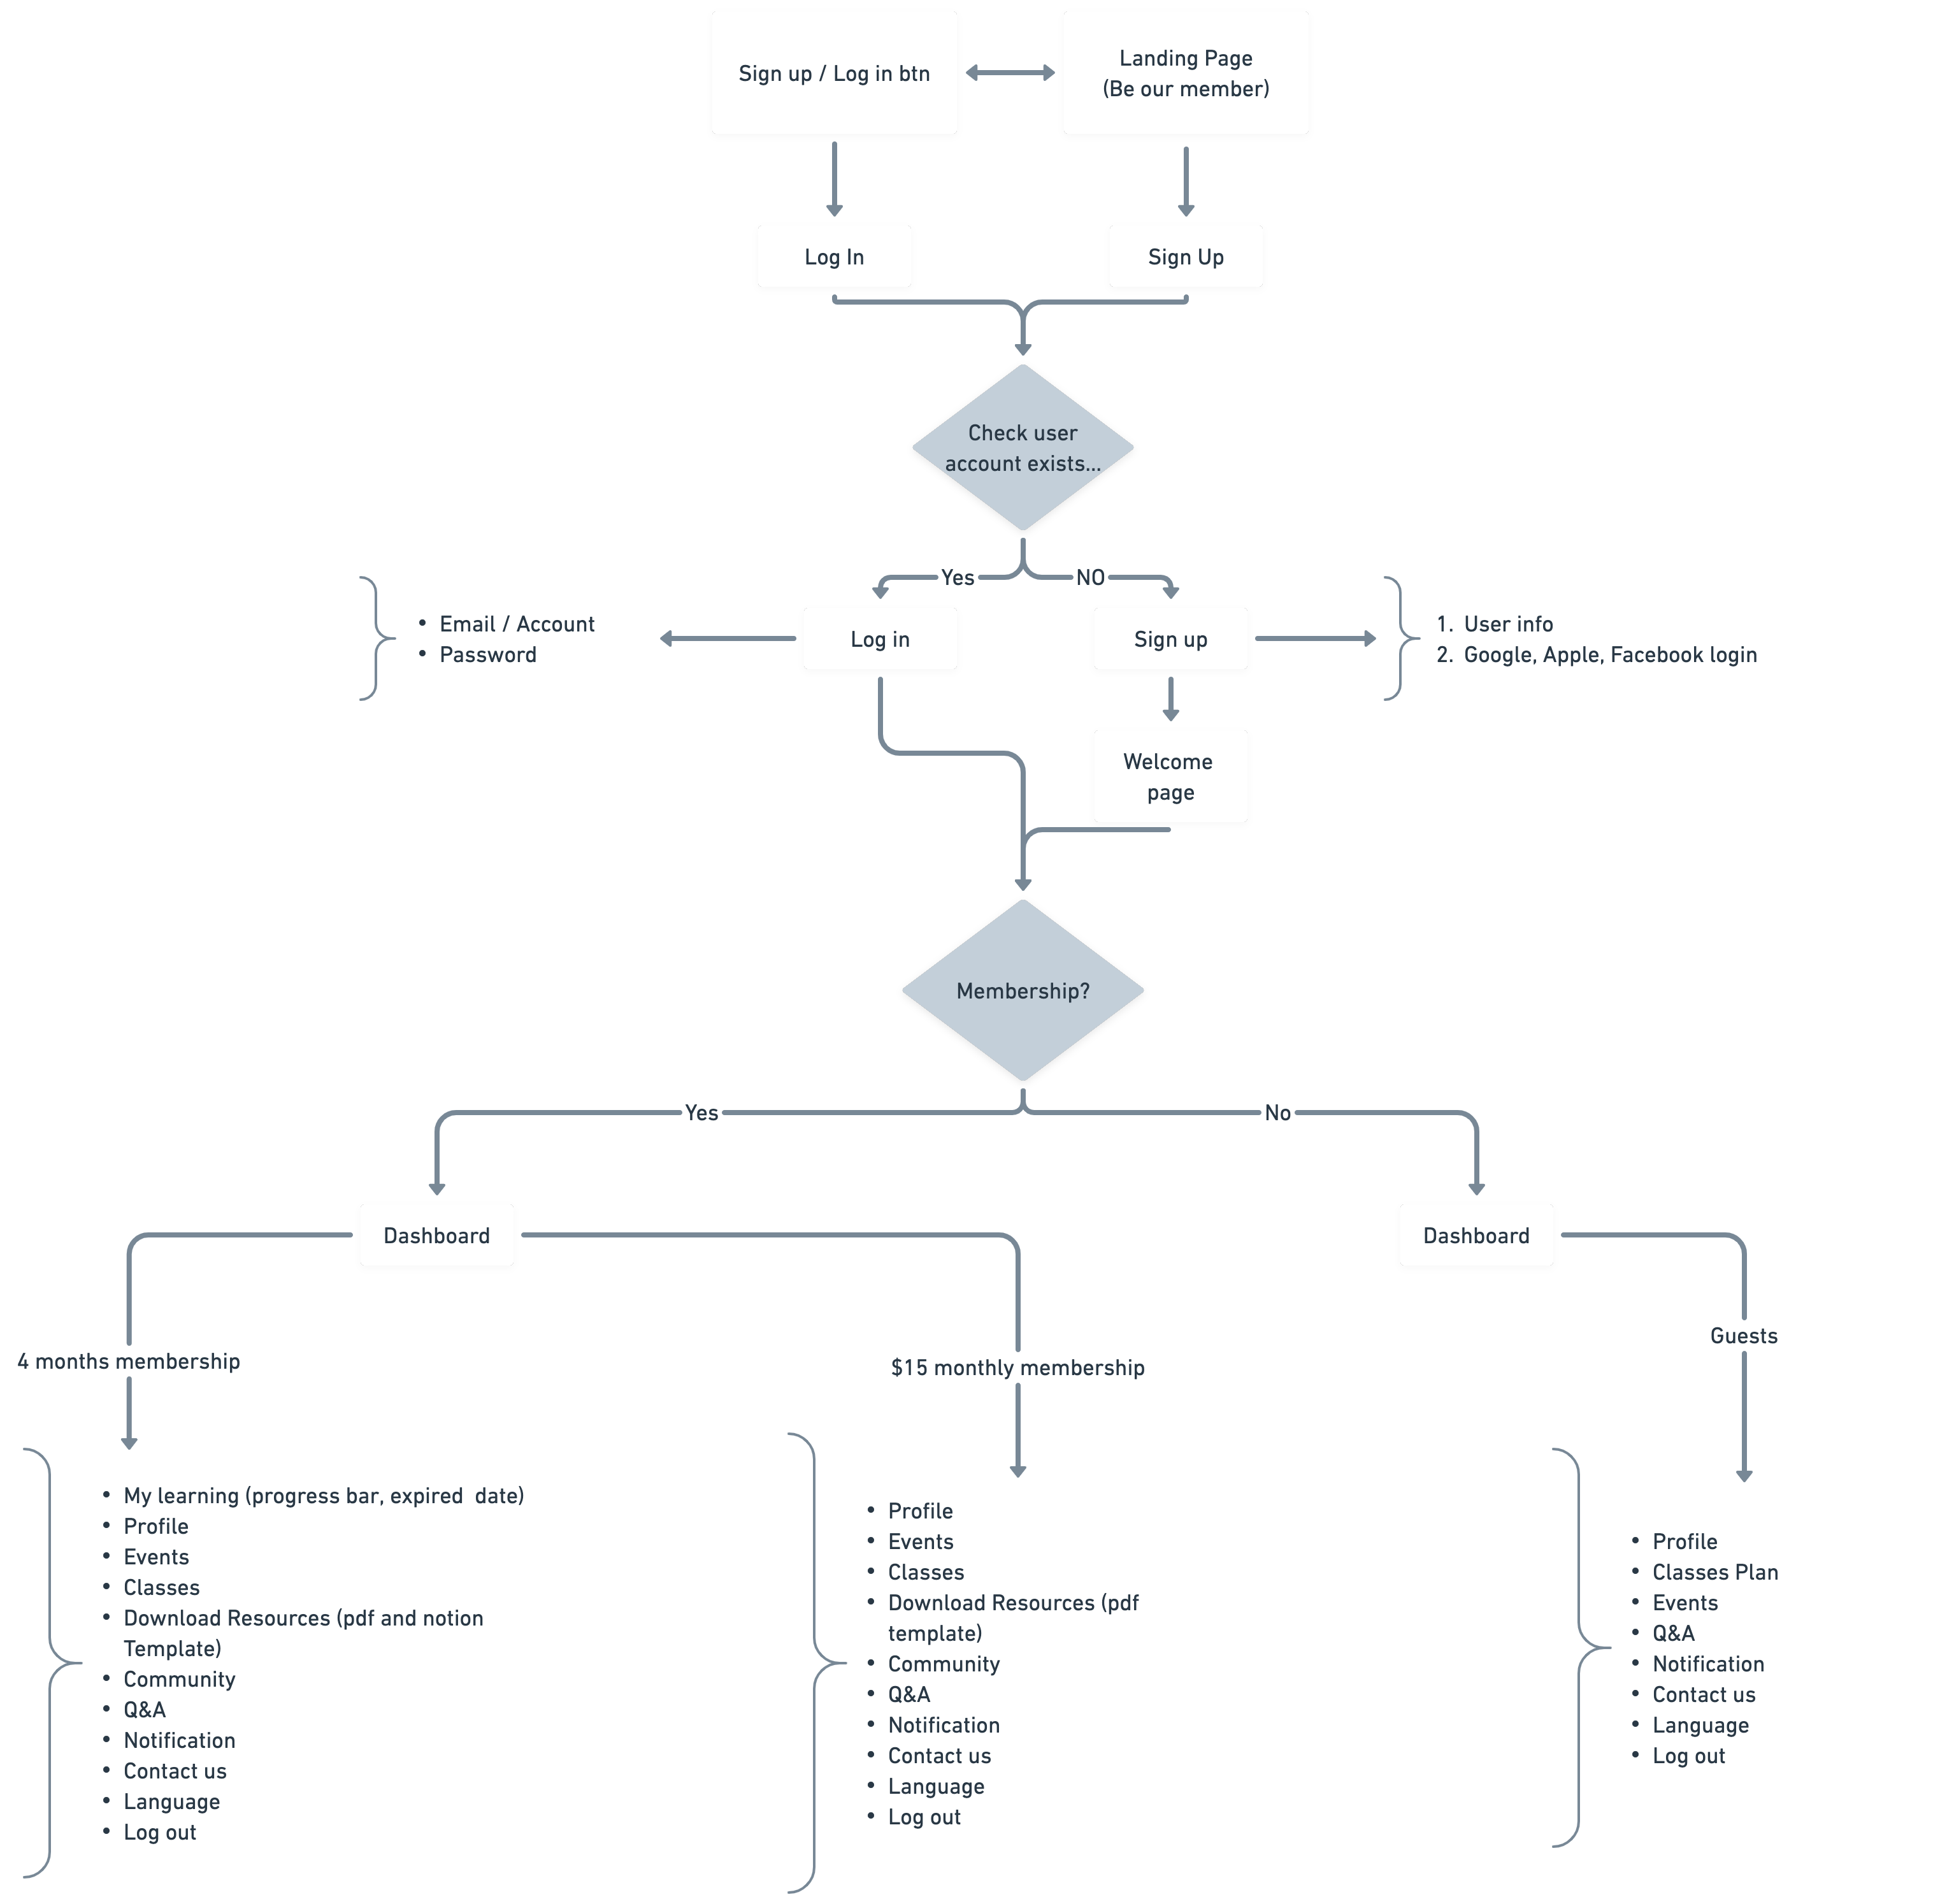 Sign up / Log in btn
Landing Page
(Be our member)
Log In
Sign Up
Check user
account exists...
Yes
NO
• Email / Account
• Password
Log in
Sign up
1. User info
2. Google, Apple, Facebook login
Welcome
page
Membership?
Yes
No
Dashboard
Dashboard
4 months membership
$15 monthly membership
Guests
• My learning (progress bar, expired  date)
• Profile
• Events
• Classes
• Download Resources (pdf and notion
Template)
• Community
• Q&A
• Notification
• Contact us
• Language
• Log out
• Profile
• Events
• Classes
• Download Resources (pdf
template)
• Community
• Q&A
• Notification
• Contact us
• Language
• Log out
• Profile
• Classes Plan
• Events
• Q&A
• Notification
• Contact us
• Language
• Log out